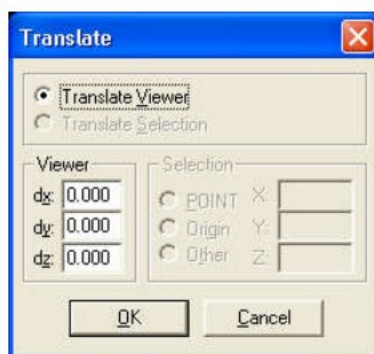 Translate
Translate Viewer
Translate Selection
Viewer
dx: 0.000
dy: 0.000
dz: 0.000
Selection
POINT X:
Origin Y:
Other Z:
OK
Cancel